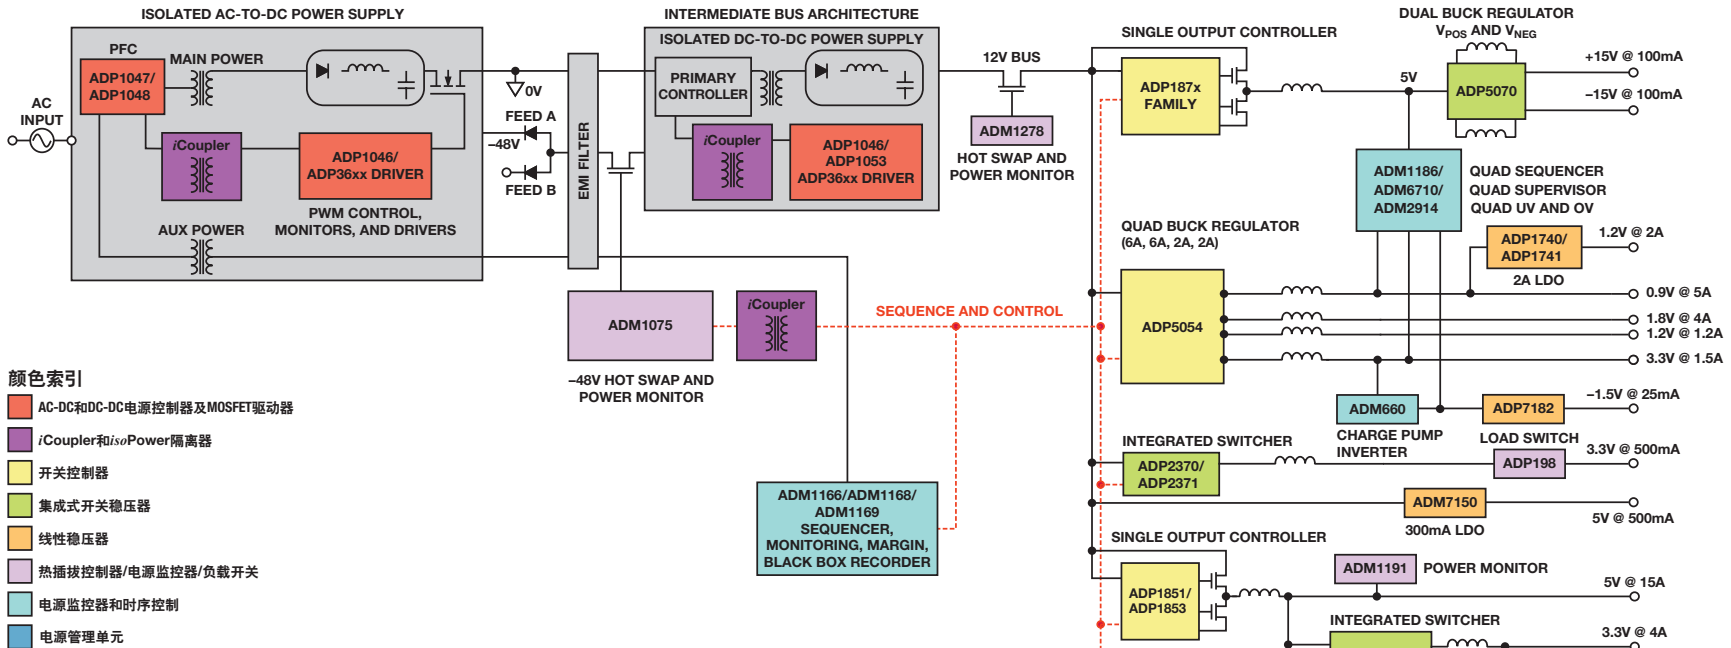 ISOLATED AC-TO-DC POWER SUPPLY
PFC
ADP1047/
ADP1048
MAIN POWER
AC
INPUT
iCoupler
ADP1046/
ADP36xx DRIVER
PWM CONTROL,
MONITORS, AND DRIVERS
AUX POWER
0V
FEED A
–48V
FEED B
EMI FILTER
INTERMEDIATE BUS ARCHITECTURE
ISOLATED DC-TO-DC POWER SUPPLY
PRIMARY
CONTROLLER
iCoupler
ADP1046/
ADP1053
ADP36xx DRIVER
12V BUS
ADM1278
HOT SWAP AND
POWER MONITOR
ADM1075
–48V HOT SWAP AND
POWER MONITOR
iCoupler
SEQUENCE AND CONTROL
ADM1166/ADM1168/
ADM1169
SEQUENCER,
MONITORING, MARGIN,
BLACK BOX RECORDER
SINGLE OUTPUT CONTROLLER
ADP187x
FAMILY
5V
DUAL BUCK REGULATOR
VPOS AND VNEG
ADP5070
+15V @ 100mA
–15V @ 100mA
ADM1186/
ADM6710/
ADM2914
QUAD SEQUENCER
QUAD SUPERVISOR
QUAD UV AND OV
QUAD BUCK REGULATOR
(6A, 6A, 2A, 2A)
ADP5054
ADP1740/
ADP1741
2A LDO
1.2V @ 2A
0.9V @ 5A
1.8V @ 4A
1.2V @ 1.2A
3.3V @ 1.5A
ADM660
CHARGE PUMP
INVERTER
ADP7182
–1.5V @ 25mA
INTEGRATED SWITCHER
ADP2370/
ADP2371
LOAD SWITCH
ADP198
3.3V @ 500mA
ADM7150
300mA LDO
5V @ 500mA
SINGLE OUTPUT CONTROLLER
ADP1851/
ADP1853
ADM1191
POWER MONITOR
5V @ 15A
INTEGRATED SWITCHER
3.3V @ 4A
颜色索引
AC-DC和DC-DC电源控制器及MOSFET驱动器
iCoupler和isoPower隔离器
开关控制器
集成式开关稳压器
线性稳压器
热插拔控制器/电源监控器/负载开关
电源监控器和时序控制
电源管理单元